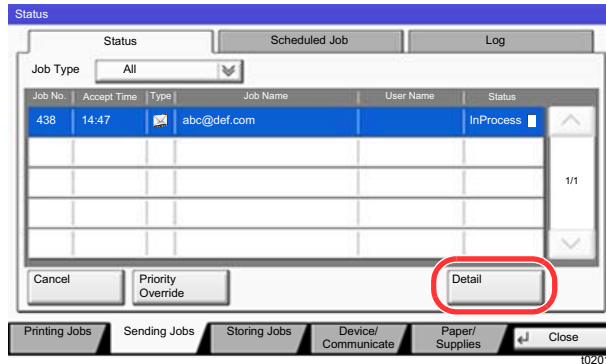 Status
Status Scheduled Job Log
Job Type All
Job No. Accept Time Type Job Name User Name Status
438 14:47 abc@def.com InProcess
1/1
Cancel Priority Override Detail
Printing Jobs Sending Jobs Storing Jobs Device/ Communicate Paper/ Supplies Close
t0201